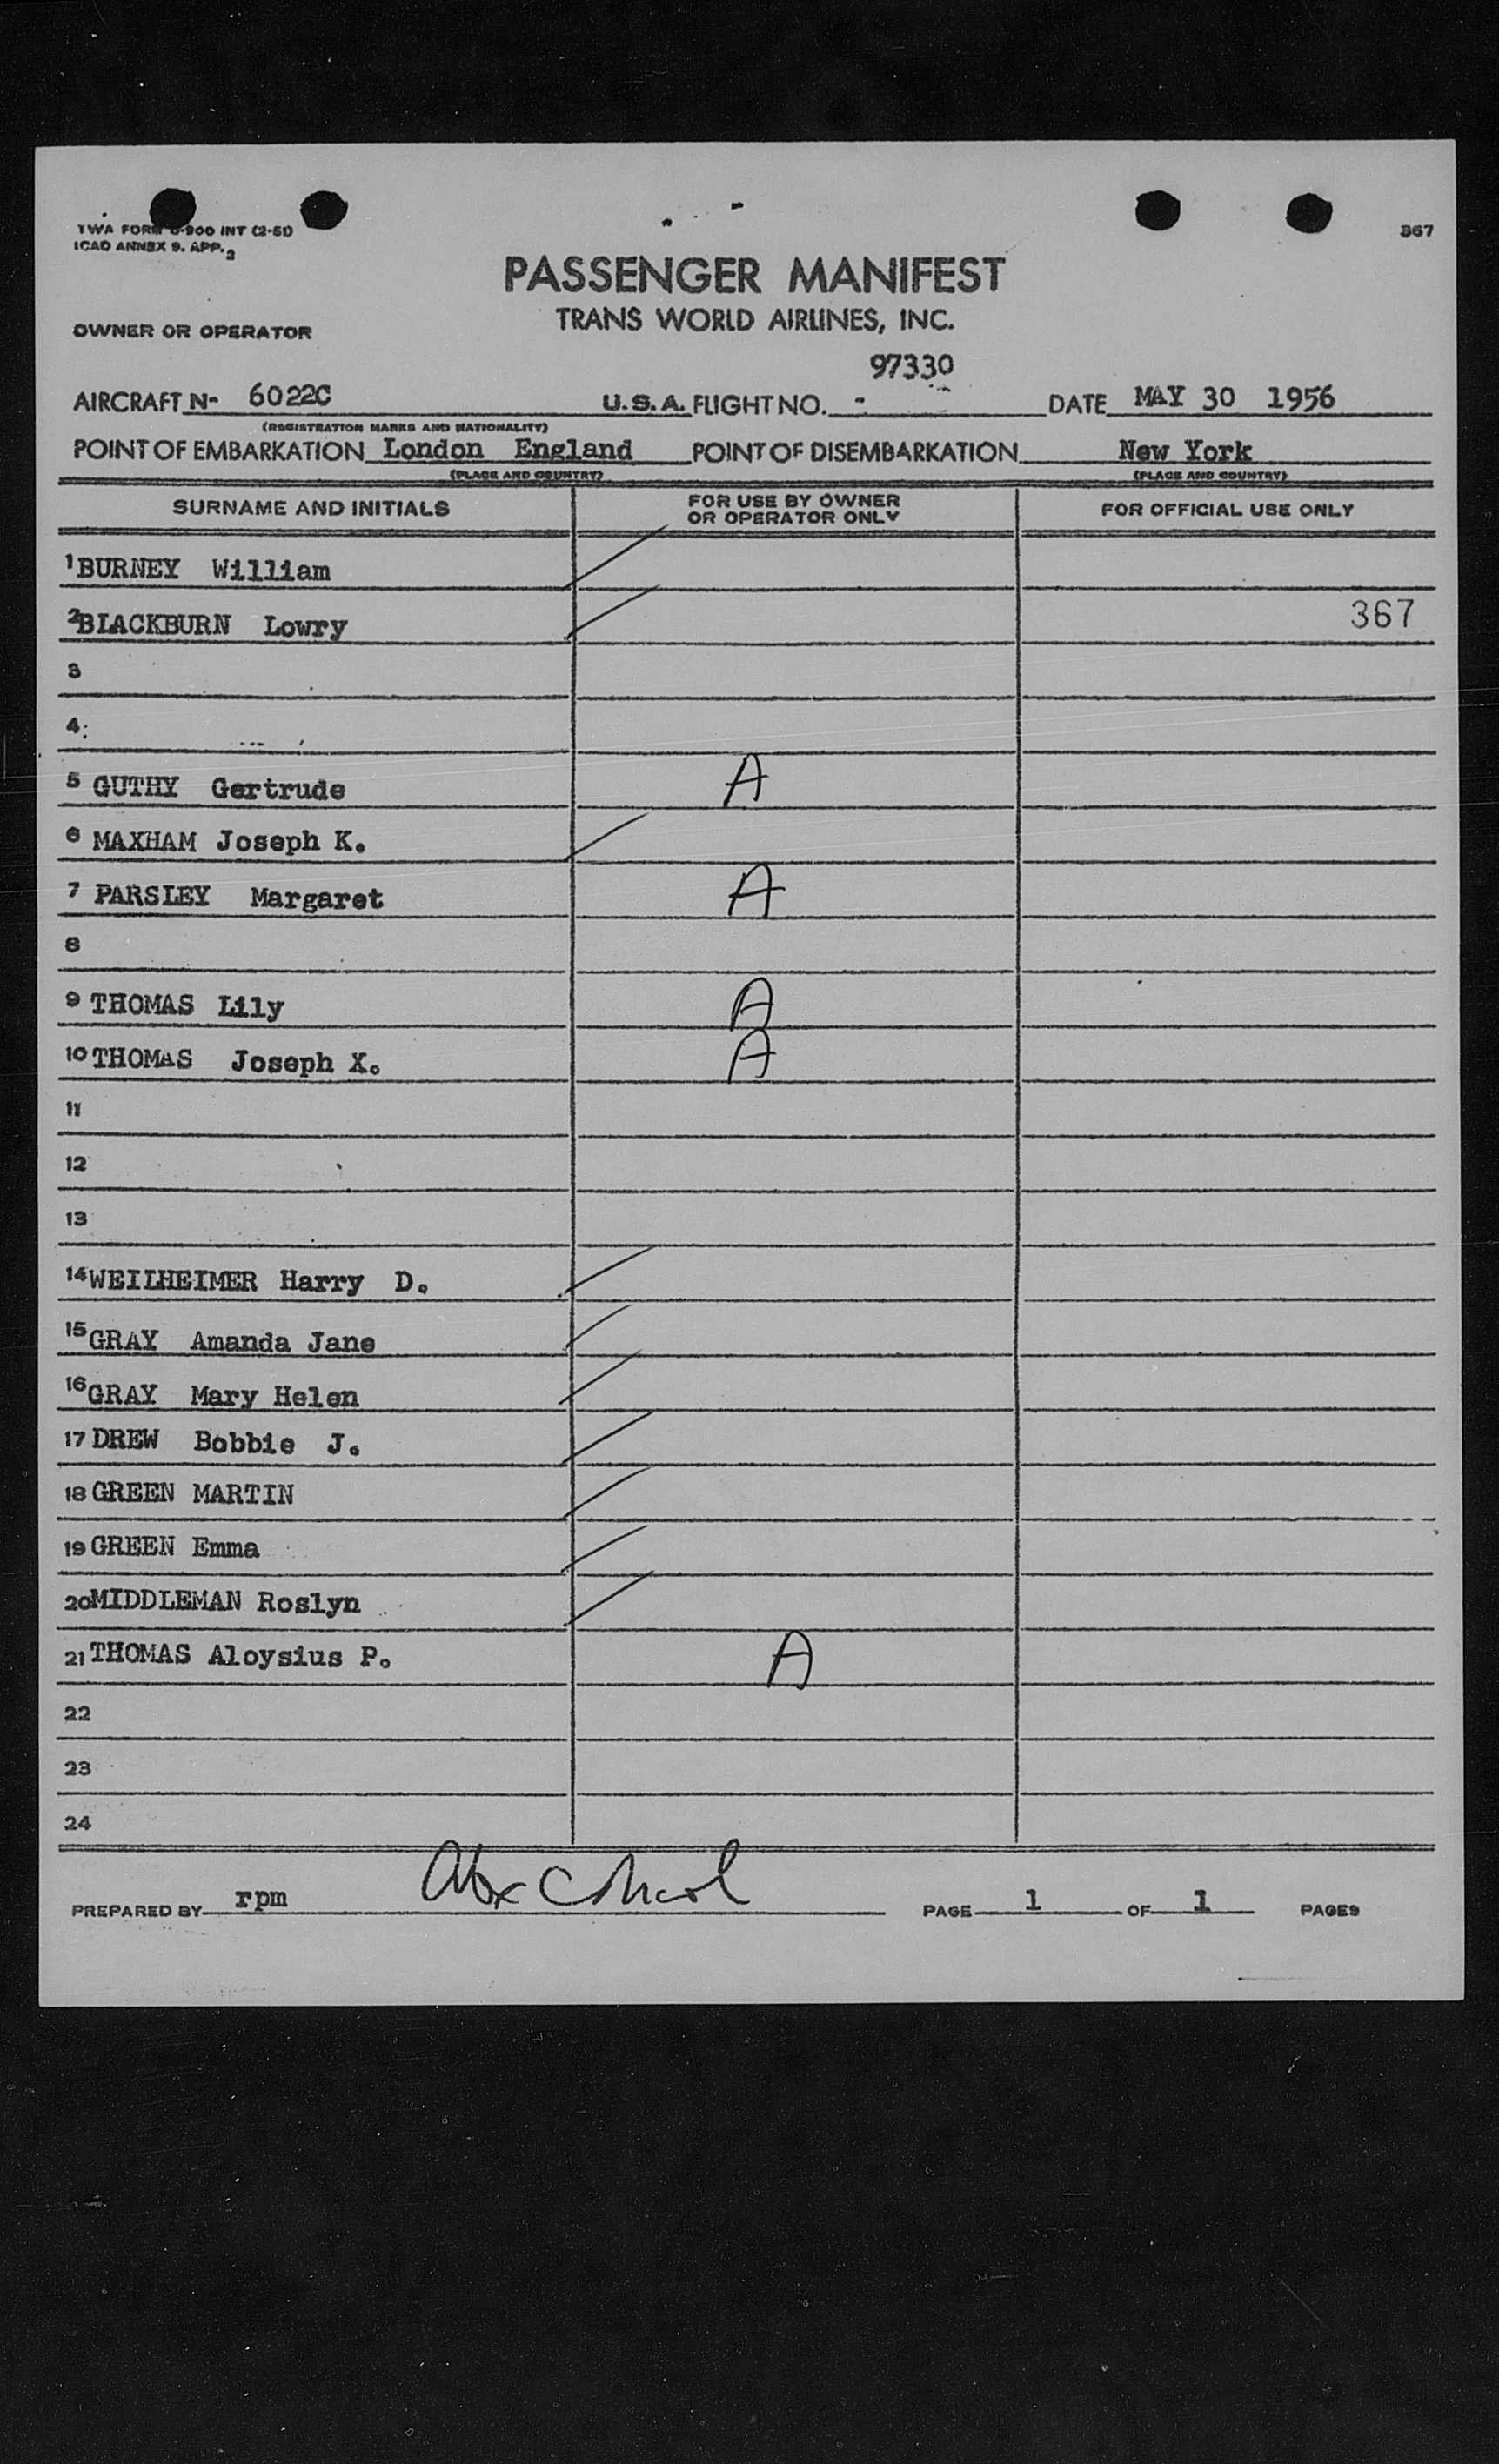 TWA FORM O-900 INT (2-51)
ICAO ANNEX 9. APP. 2
367
PASSENGER MANIFEST
TRANS WORLD AIRLINES, INC.
OWNER OR OPERATOR
97330
AIRCRAFT N- 6022C U.S.A. FLIGHT NO. - DATE MAY 30 1956
(REGISTRATION MARKS AND NATIONALITY)
POINT OF EMBARKATION London England POINT OF DISEMBARKATION New York
(PLACE AND COUNTRY) (PLACE AND COUNTRY)
SURNAME AND INITIALS FOR USE BY OWNER OR OPERATOR ONLY FOR OFFICIAL USE ONLY
1 BURNEY William
2 BLACKBURN Lowry 367
3
4
5 GUTHY Gertrude A
6 MAXHAM Joseph K.
7 PARSLEY Margaret A
8
9 THOMAS Lily A
10 THOMAS Joseph X. A
11
12
13
14 WEILHEIMER Harry D.
15 GRAY Amanda Jane
16 GRAY Mary Helen
17 DREW Bobbie J.
18 GREEN MARTIN
19 GREEN Emma
20 MIDDLEMAN Roslyn
21 THOMAS Aloysius P. A
22
23
24
PREPARED BY rpm PAGE 1 OF 1 PAGES